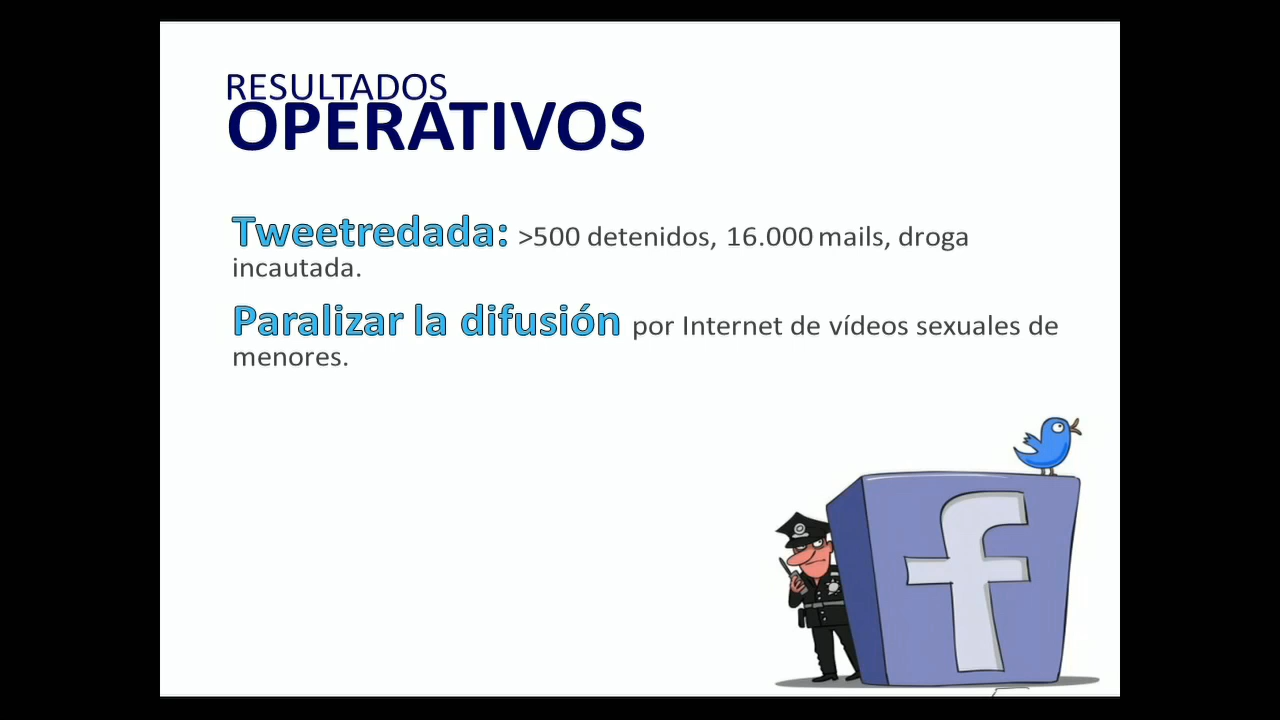 RESULTADOS
OPERATIVOS
Tweetredada: >500 detenidos, 16.000 mails, droga
incautada.
Paralizar la difusión por Internet de vídeos sexuales de
menores.
f